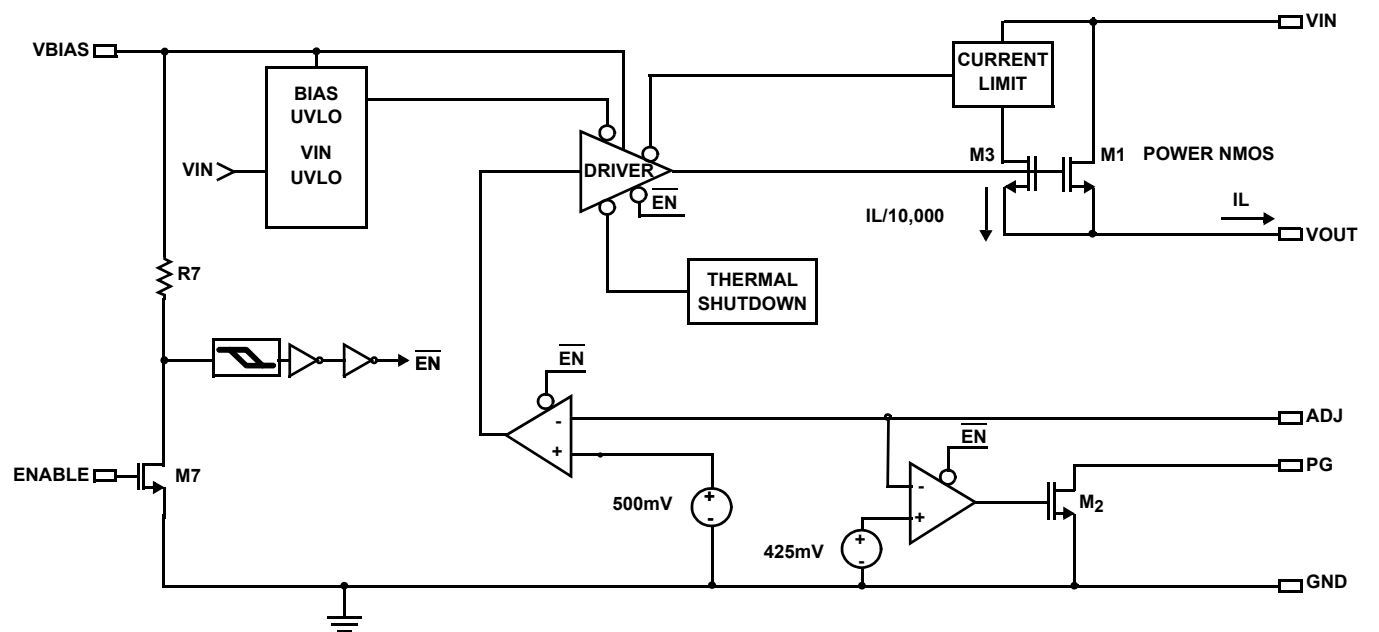 VIN
VBIAS
CURRENT
LIMIT
BIAS
UVLO
VIN
UVLO
VIN
DRIVER
EN
M3
M1
POWER NMOS
IL/10,000
IL
VOUT
R7
THERMAL
SHUTDOWN
EN
EN
-
+
ADJ
EN
-
+
PG
ENABLE
M7
500mV
+
-
M2
425mV
+
-
GND